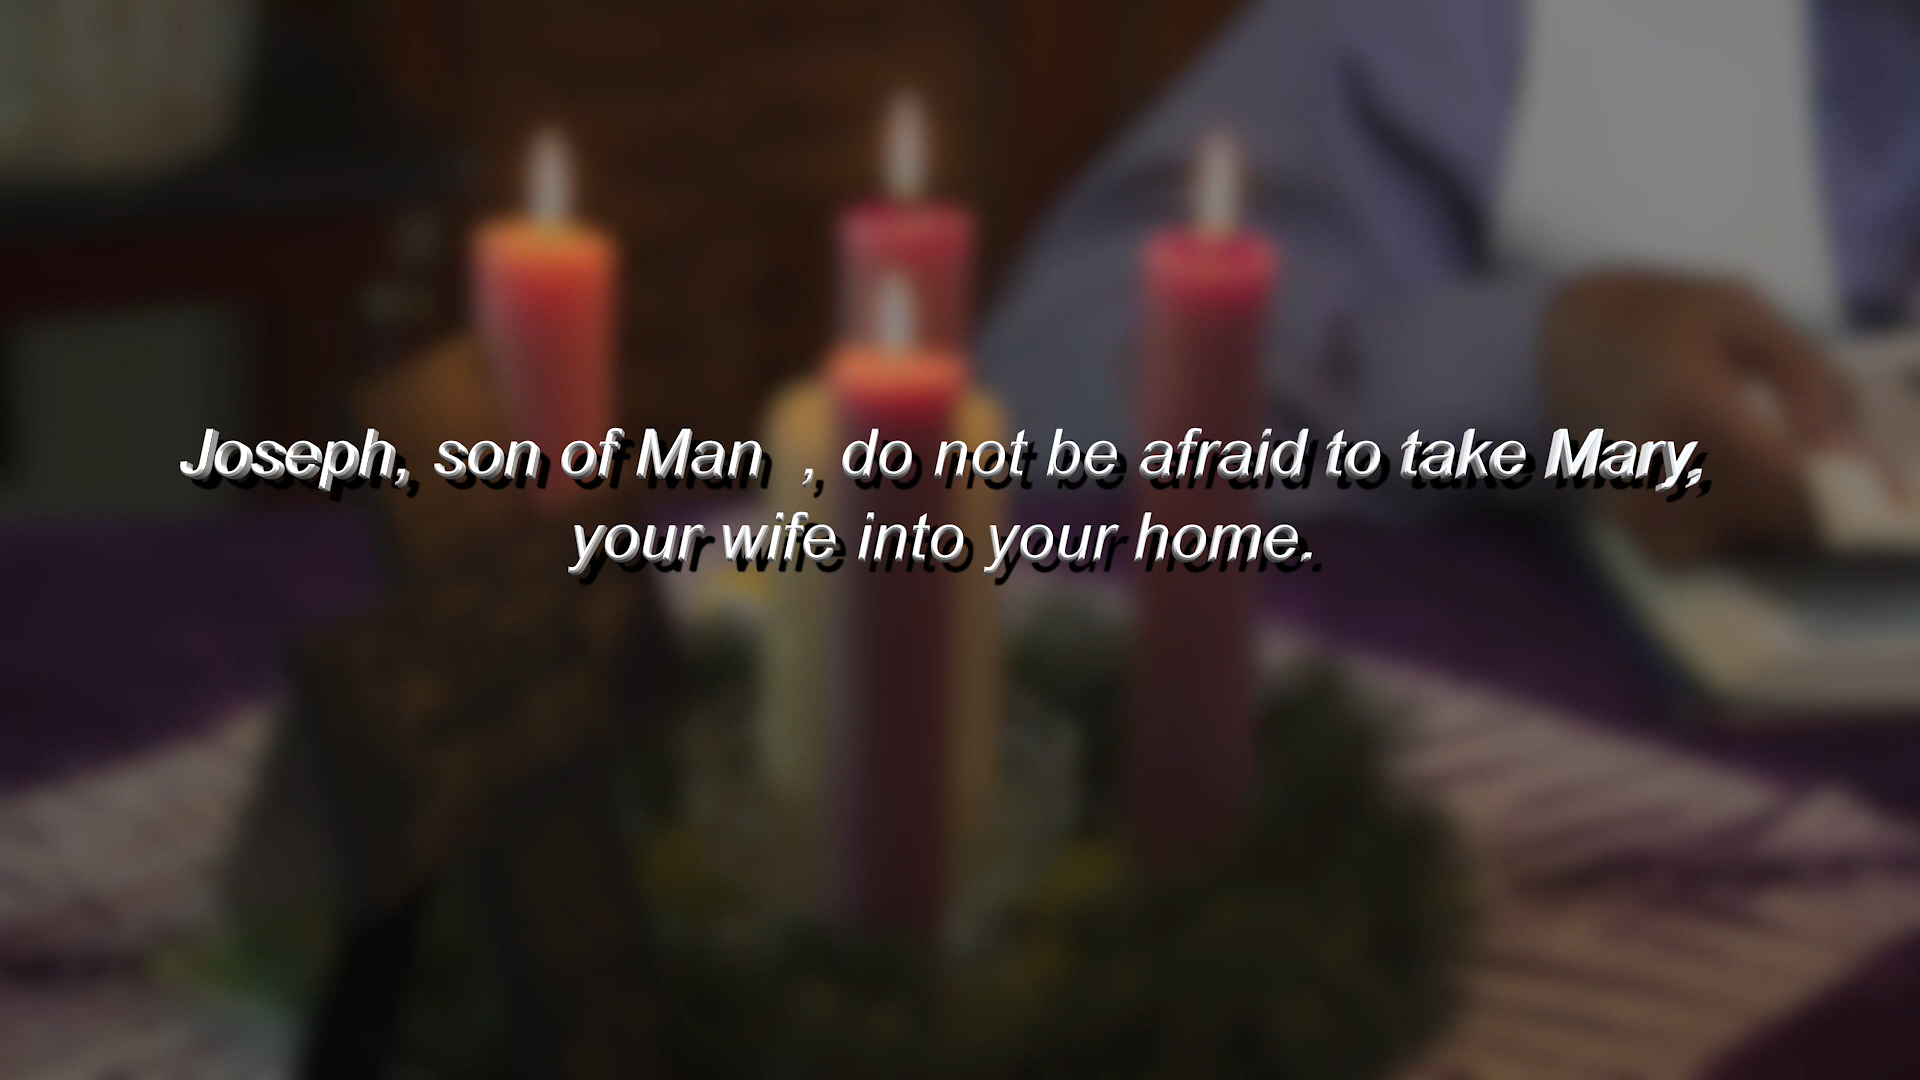 Joseph, son of Man , do not be afraid to take Mary,
your wife into your home.